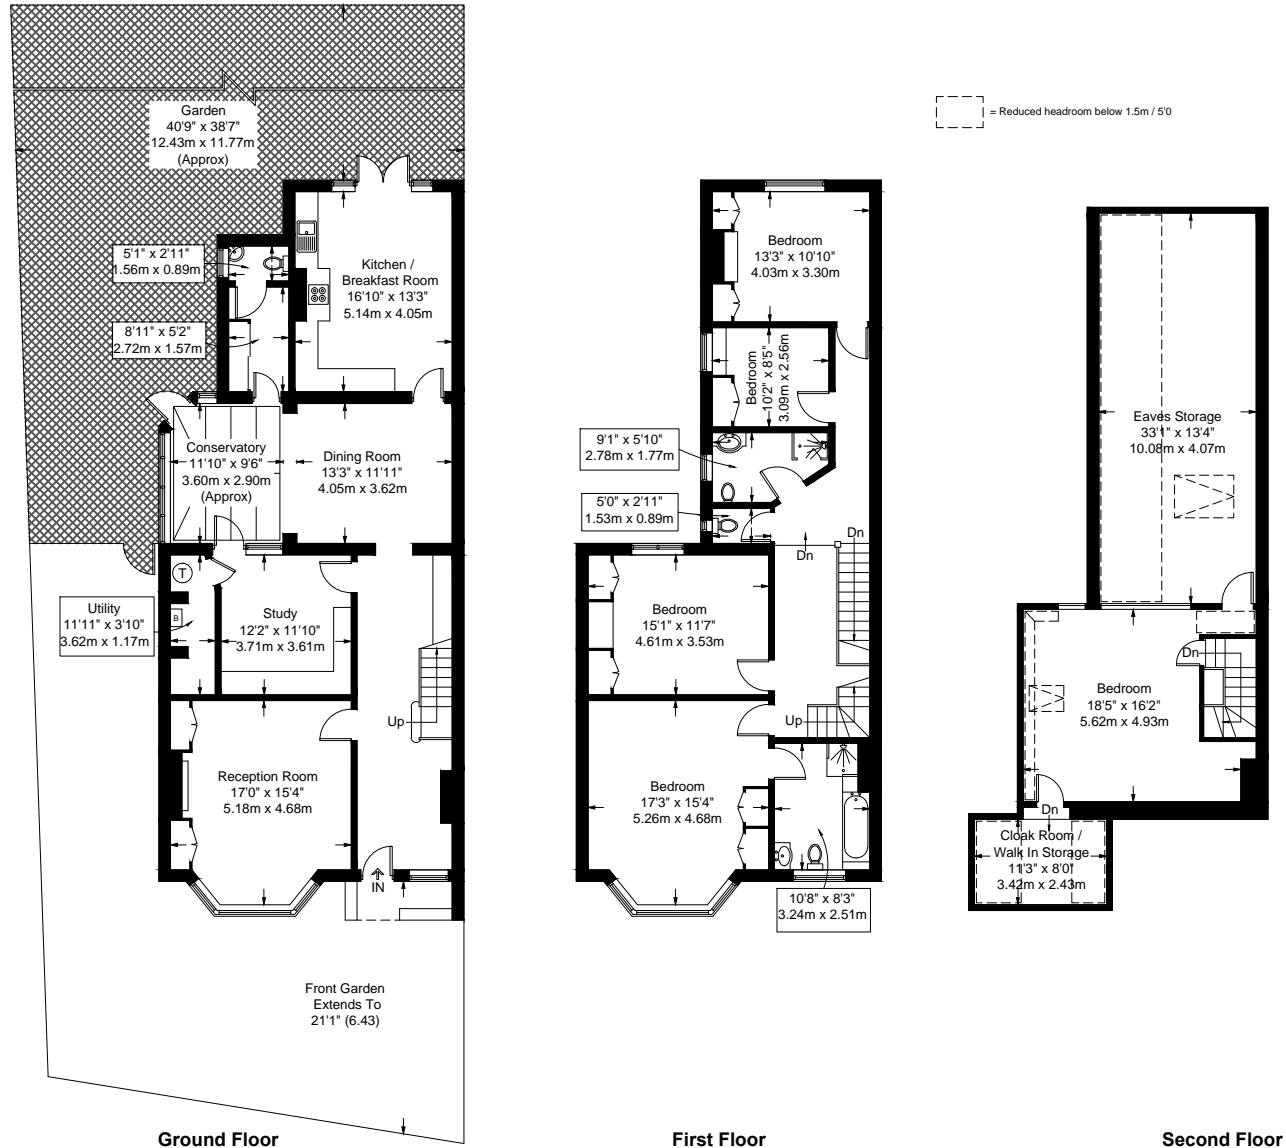 Garden
40'9" x 38'7"
12.43m x 11.77m
(Approx)
5'1" x 2'11"
1.56m x 0.89m
8'11" x 5'2"
2.72m x 1.57m
Kitchen /
Breakfast Room
16'10" x 13'3"
5.14m x 4.05m
Conservatory
11'10" x 9'6"
3.60m x 2.90m
(Approx)
Dining Room
13'3" x 11'11"
4.05m x 3.62m
T
B
Utility
11'11" x 3'10"
3.62m x 1.17m
Study
12'2" x 11'10"
3.71m x 3.61m
Up
Reception Room
17'0" x 15'4"
5.18m x 4.68m
IN
Front Garden
Extends To
21'1" (6.43)
Ground Floor
Bedroom
13'3" x 10'10"
4.03m x 3.30m
Bedroom
10'2" x 8'5"
3.09m x 2.56m
9'1" x 5'10"
2.78m x 1.77m
5'0" x 2'11"
1.53m x 0.89m
Dn
Dn
Bedroom
15'1" x 11'7"
4.61m x 3.53m
Up
Bedroom
17'3" x 15'4"
5.26m x 4.68m
10'8" x 8'3"
3.24m x 2.51m
First Floor
= Reduced headroom below 1.5m / 5'0
Eaves Storage
33'1" x 13'4"
10.08m x 4.07m
Dn
Bedroom
18'5" x 16'2"
5.62m x 4.93m
Dn
Cloak Room /
Walk In Storage
11'3" x 8'0"
3.42m x 2.43m
Second Floor